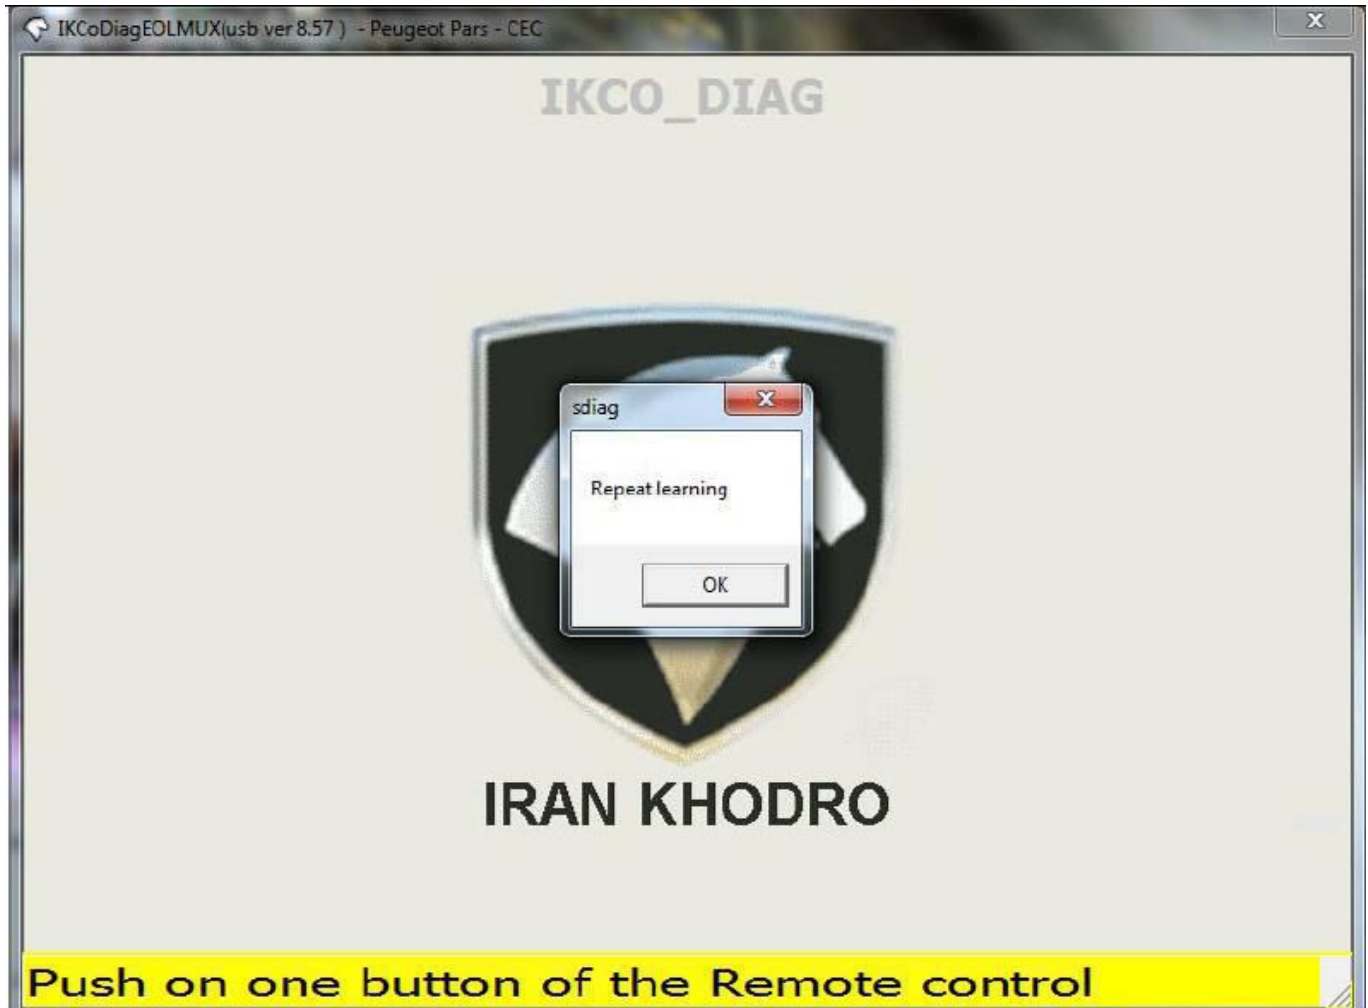 IKCoDiagEOLMUX(usb ver 8.57 ) - Peugeot Pars - CEC
IKCO_DIAG
sdiag
Repeat learning
OK
IRAN KHODRO
Push on one button of the Remote control